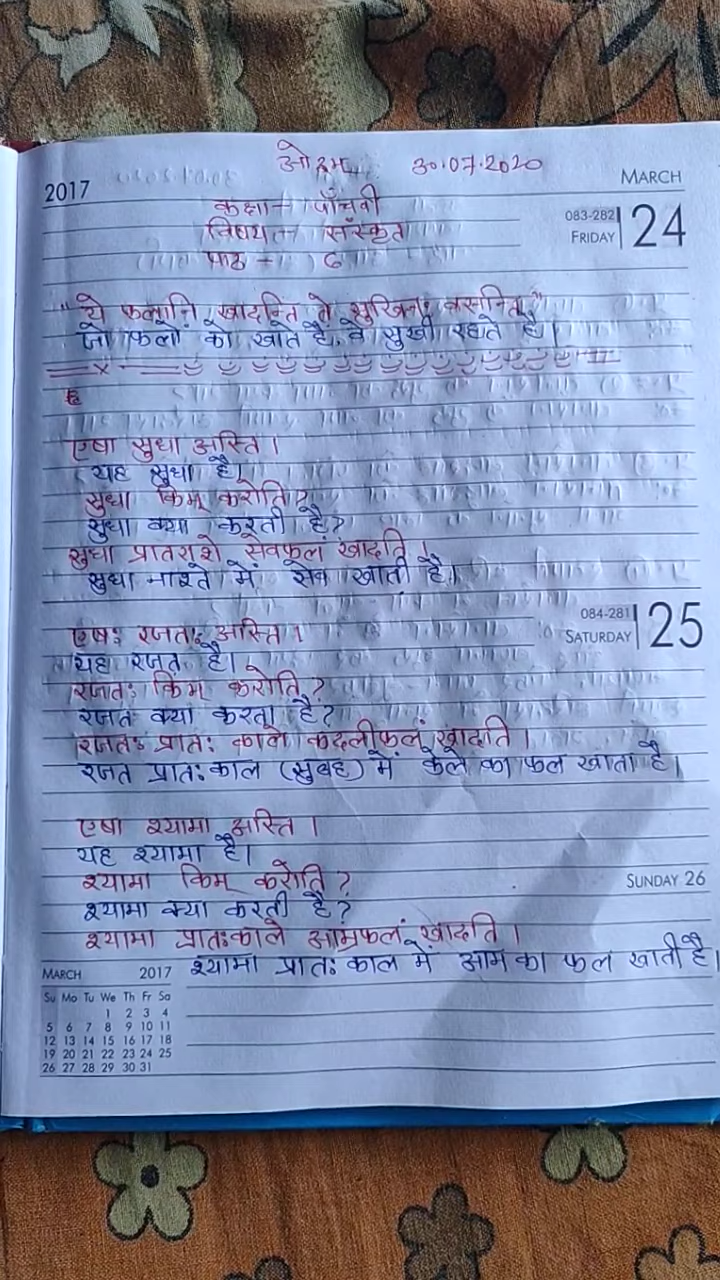 ओ३म् 30.07.2020
2017 MARCH
कक्षा - पाँचवी
083-282 FRIDAY 24
विषय - संस्कृत
पाठ - ८
"ये फलानि खादन्ति ते सुखिनः वसन्ति"
जो फलों को खाते हैं, वे सुखी रहते हैं।
एषा सुधा अस्ति।
यह सुधा है।
सुधा किम् करोति?
सुधा क्या करती है?
सुधा प्रातराशे सेवफलं खादति।
सुधा नाश्ते में सेब खाती है।
084-281 SATURDAY 25
एषः रजतः अस्ति।
यह रजत है।
रजतः किम् करोति?
रजत क्या करता है?
रजतः प्रातः काले कदलीफलं खादति।
रजत प्रातःकाल (सुबह) में केले का फल खाता है।
एषा श्यामा अस्ति।
यह श्यामा है।
श्यामा किम् करोति?
SUNDAY 26
श्यामा क्या करती है?
श्यामा प्रातःकाले आम्रफलं खादति।
श्यामा प्रातः काल में आम का फल खाती है।
MARCH 2017
Su Mo Tu We Th Fr Sa
1 2 3 4
5 6 7 8 9 10 11
12 13 14 15 16 17 18
19 20 21 22 23 24 25
26 27 28 29 30 31